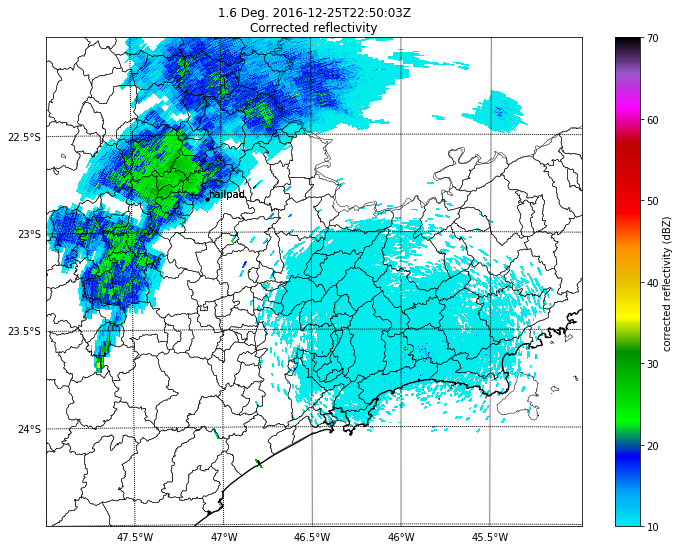 1.6 Deg. 2016-12-25T22:50:03Z
Corrected reflectivity
hailpad
22.5°S
23°S
23.5°S
24°S
47.5°W
47°W
46.5°W
46°W
45.5°W
70
60
50
40
30
20
10
corrected reflectivity (dBZ)